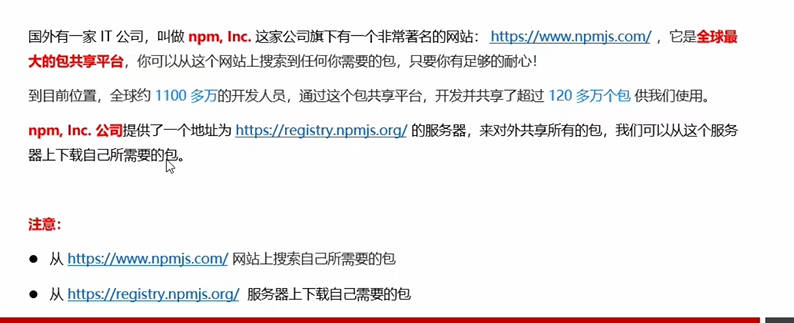 国外有一家 IT 公司，叫做 npm, Inc. 这家公司旗下有一个非常著名的网站： https://www.npmjs.com/ ，它是全球最
大的包共享平台，你可以从这个网站上搜索到任何你需要的包，只要你有足够的耐心！
到目前位置，全球约 1100 多万的开发人员，通过这个包共享平台，开发并共享了超过 120 多万个包 供我们使用。
npm, Inc. 公司提供了一个地址为 https://registry.npmjs.org/ 的服务器，来对外共享所有的包，我们可以从这个服务
器上下载自己所需要的包。
注意：
● 从 https://www.npmjs.com/ 网站上搜索自己所需要的包
● 从 https://registry.npmjs.org/ 服务器上下载自己需要的包